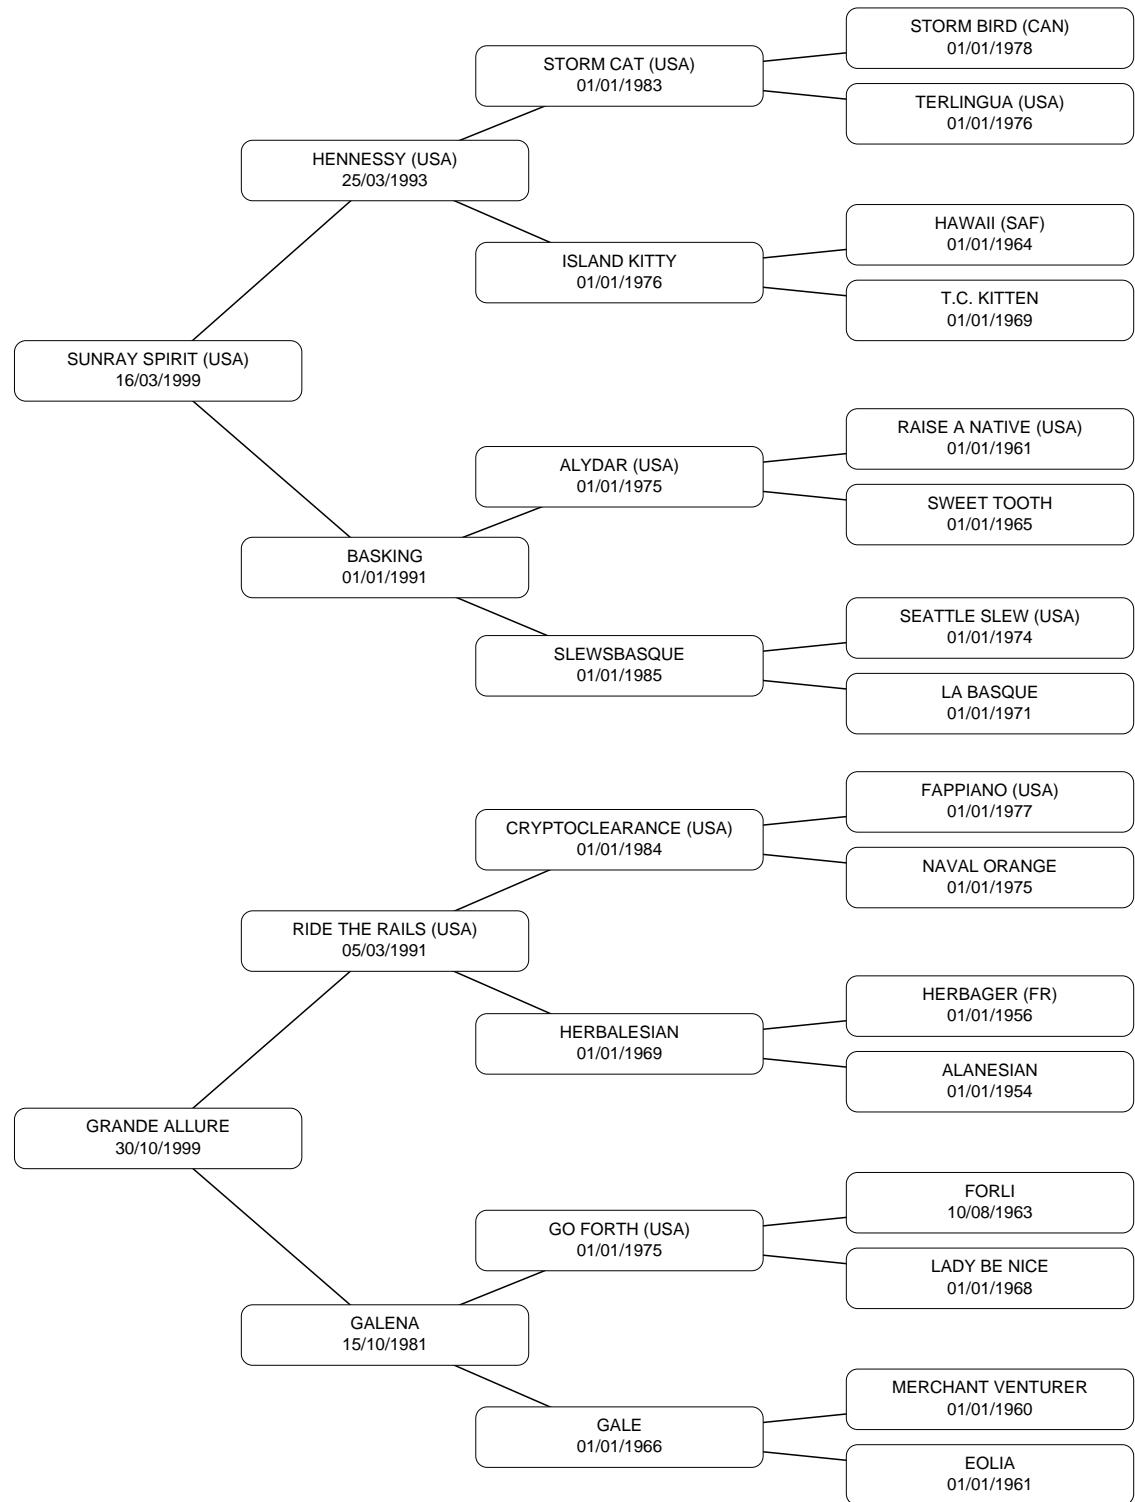 STORM BIRD (CAN)
01/01/1978
STORM CAT (USA)
01/01/1983
TERLINGUA (USA)
01/01/1976
HENNESSY (USA)
25/03/1993
HAWAII (SAF)
01/01/1964
ISLAND KITTY
01/01/1976
T.C. KITTEN
01/01/1969
SUNRAY SPIRIT (USA)
16/03/1999
RAISE A NATIVE (USA)
01/01/1961
ALYDAR (USA)
01/01/1975
SWEET TOOTH
01/01/1965
BASKING
01/01/1991
SEATTLE SLEW (USA)
01/01/1974
SLEWSBASQUE
01/01/1985
LA BASQUE
01/01/1971
FAPPIANO (USA)
01/01/1977
CRYPTOCLEARANCE (USA)
01/01/1984
NAVAL ORANGE
01/01/1975
RIDE THE RAILS (USA)
05/03/1991
HERBAGER (FR)
01/01/1956
HERBALESIAN
01/01/1969
ALANESIAN
01/01/1954
GRANDE ALLURE
30/10/1999
FORLI
10/08/1963
GO FORTH (USA)
01/01/1975
LADY BE NICE
01/01/1968
GALENA
15/10/1981
MERCHANT VENTURER
01/01/1960
GALE
01/01/1966
EOLIA
01/01/1961